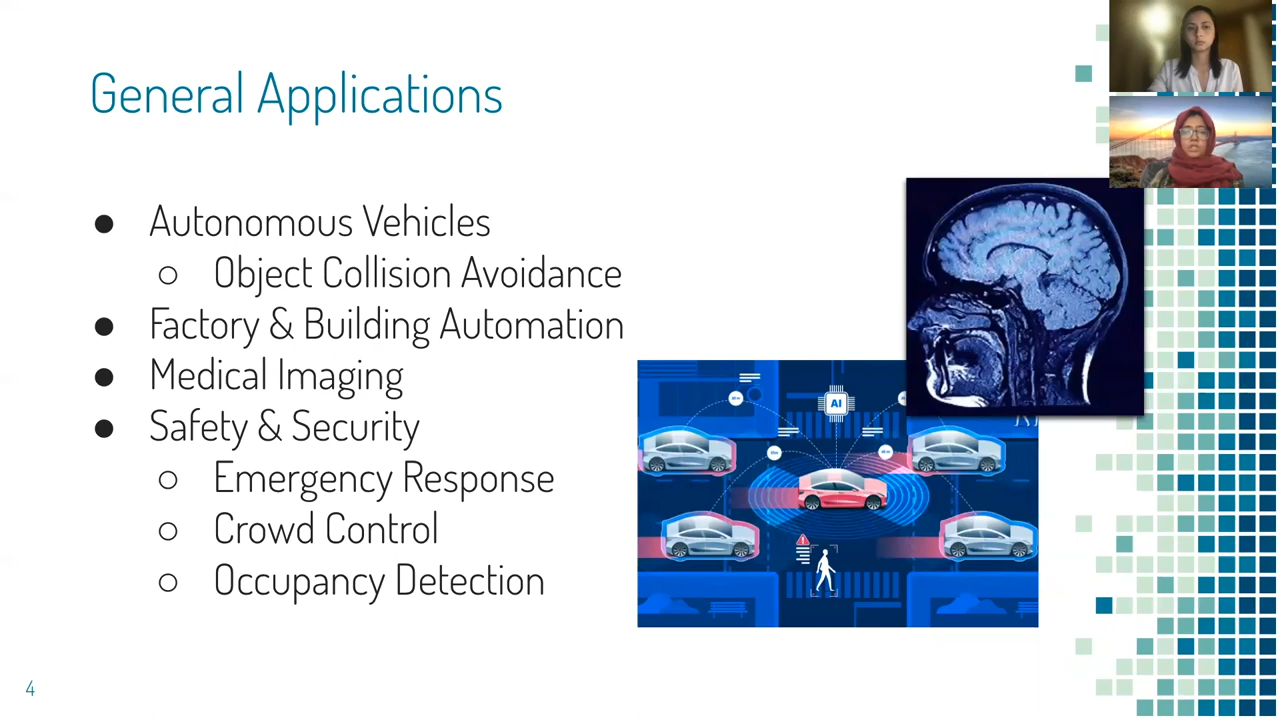 General Applications
● Autonomous Vehicles
○ Object Collision Avoidance
● Factory & Building Automation
● Medical Imaging
● Safety & Security
○ Emergency Response
○ Crowd Control
○ Occupancy Detection
AI
4